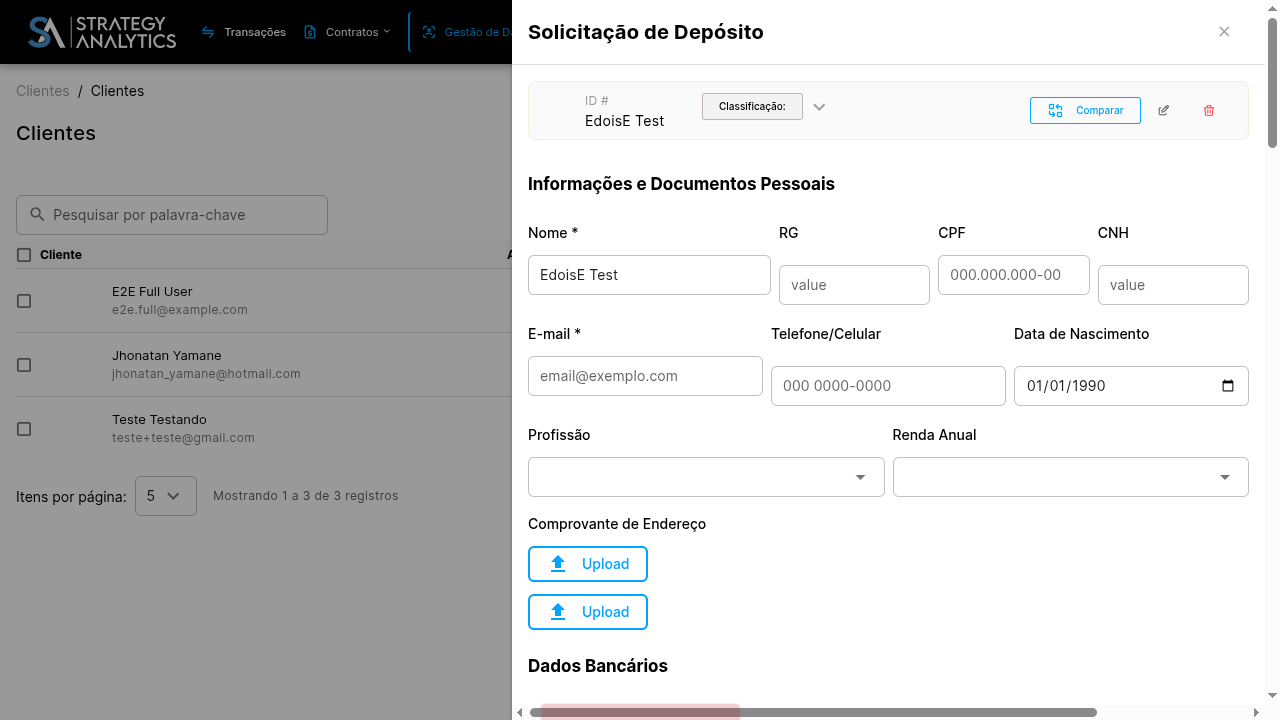 STRATEGY
ANALYTICS
Transações
Contratos
Gestão de Da
Clientes / Clientes
Clientes
Pesquisar por palavra-chave
Cliente
E2E Full User
e2e.full@example.com
Jhonatan Yamane
jhonatan_yamane@hotmail.com
Teste Testando
teste+teste@gmail.com
Itens por página: 5 Mostrando 1 a 3 de 3 registros
Solicitação de Depósito
ID #
EdoisE Test
Classificação:
Comparar
Informações e Documentos Pessoais
Nome * RG CPF CNH
EdoisE Test value 000.000.000-00 value
E-mail * Telefone/Celular Data de Nascimento
email@exemplo.com 000 0000-0000 01/01/1990
Profissão Renda Anual
Comprovante de Endereço
Upload
Upload
Dados Bancários